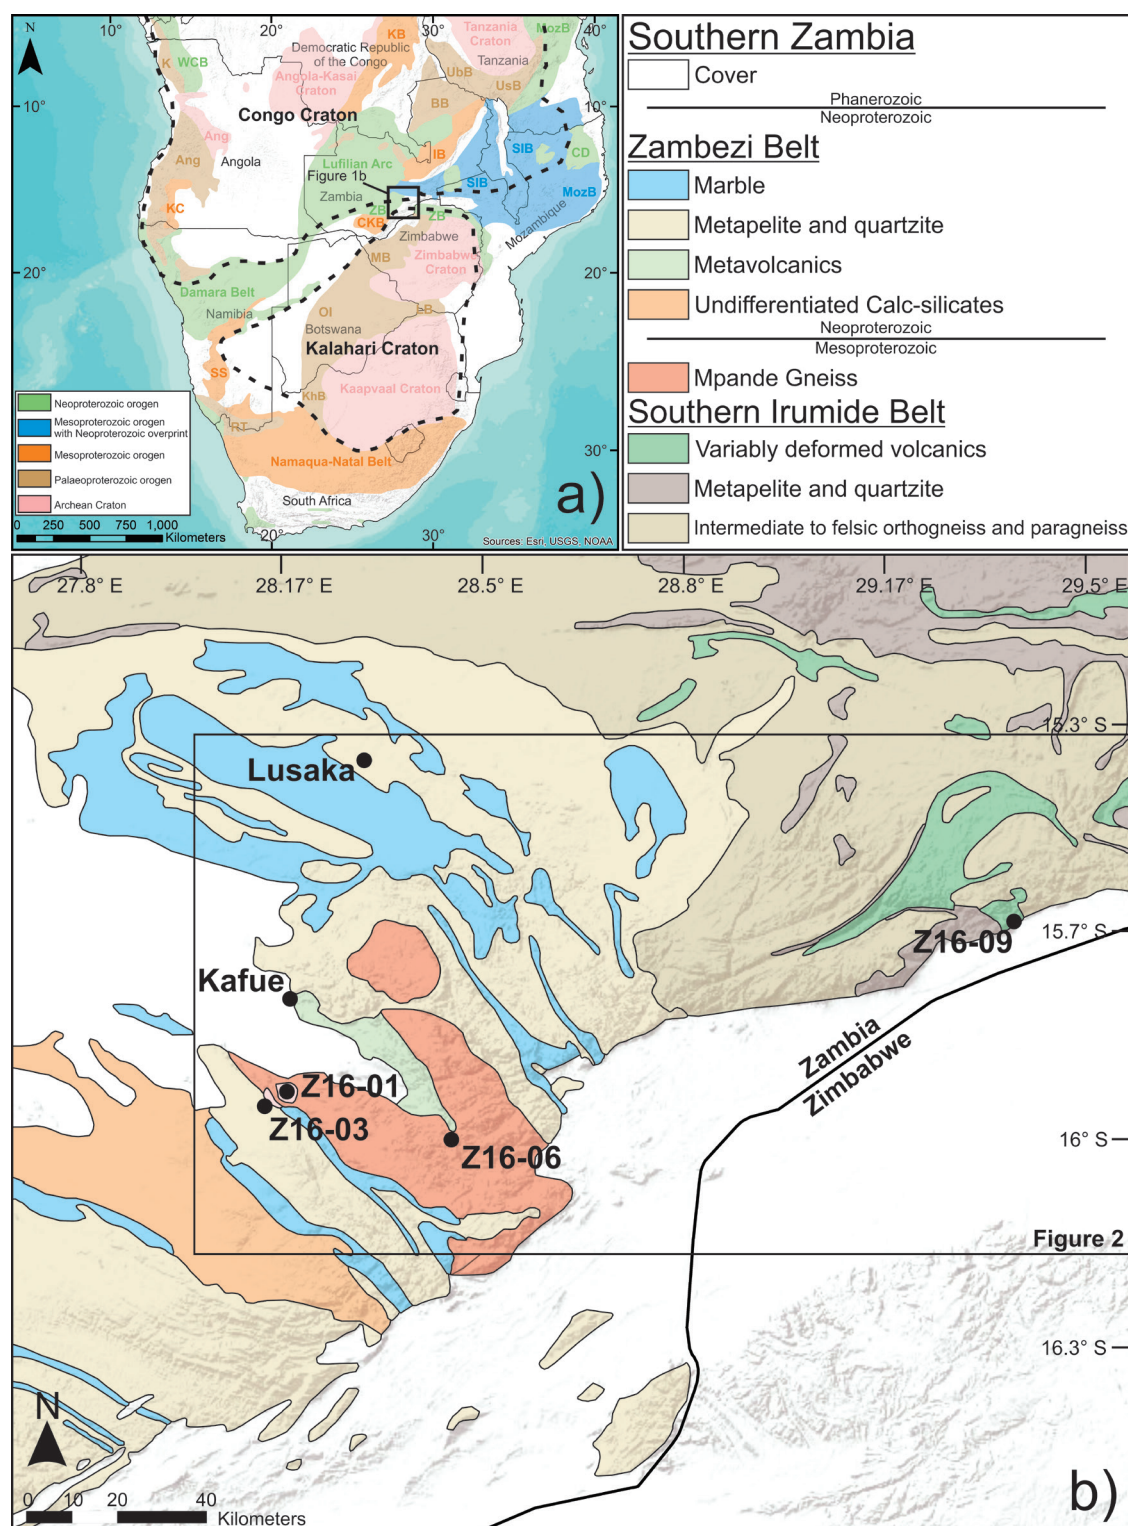 N
20°
30°
40°
10°
10°
20°
20°
30°
30°
20°
30°
K
WCB
KB
Tanzania
Craton
MozB
Democratic Republic
of the Congo
Tanzania
Angola-Kasai
Craton
UbB
UsB
BB
Congo Craton
Ang
Ang
Angola
Lufilian Arc
IB
SIB
CD
Figure 1b
SIB
MozB
Zambia
KC
ZB
CKB
ZB
Zimbabwe
Mozambique
MB
Zimbabwe
Craton
Damara Belt
Namibia
OI
LB
Botswana
Kalahari Craton
SS
Kaapvaal Craton
KhB
RT
Namaqua-Natal Belt
South Africa
a)
Neoproterozoic orogen
Mesoproterozoic orogen
with Neoproterozoic overprint
Mesoproterozoic orogen
Palaeoproterozoic orogen
Archean Craton
0 250 500 750 1,000
Kilometers
Sources: Esri, USGS, NOAA
Southern Zambia
Cover
Phanerozoic
Neoproterozoic
Zambezi Belt
Marble
Metapelite and quartzite
Metavolcanics
Undifferentiated Calc-silicates
Neoproterozoic
Mesoproterozoic
Mpande Gneiss
Southern Irumide Belt
Variably deformed volcanics
Metapelite and quartzite
Intermediate to felsic orthogneiss and paragneiss
27.8° E
28.17° E
28.5° E
28.8° E
29.17° E
29.5° E
15.3° S
Lusaka
Z16-09
15.7° S
Kafue
Zambia
Zimbabwe
Z16-01
Z16-03
Z16-06
16° S
Figure 2
16.3° S
N
0 10 20 40
Kilometers
b)